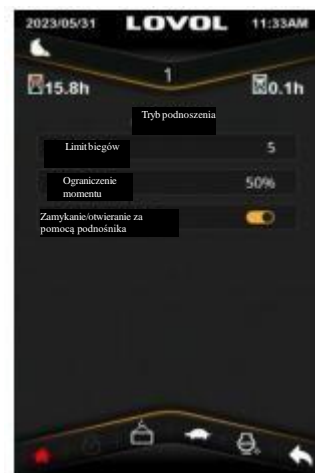 2023/05/31 LOVOL 11:33AM
1
15.8h 0.1h
Tryb podnoszenia
Limit biegów 5
Ograniczenie
momentu 50%
Zamykanie/otwieranie za
pomocą podnośnika